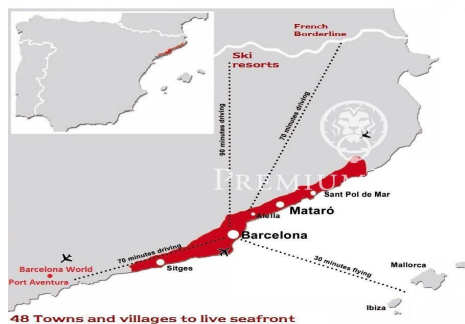 French
Borderline
Ski
resorts
90 minutes driving
70 minutes driving
PREMIUM
Sant Pol de Mar
Alella
Mataró
Barcelona
70 minutes driving
30 minutes flying
Barcelona World
Port Aventura
Sitges
Mallorca
Ibiza
48 Towns and villages to live seafront